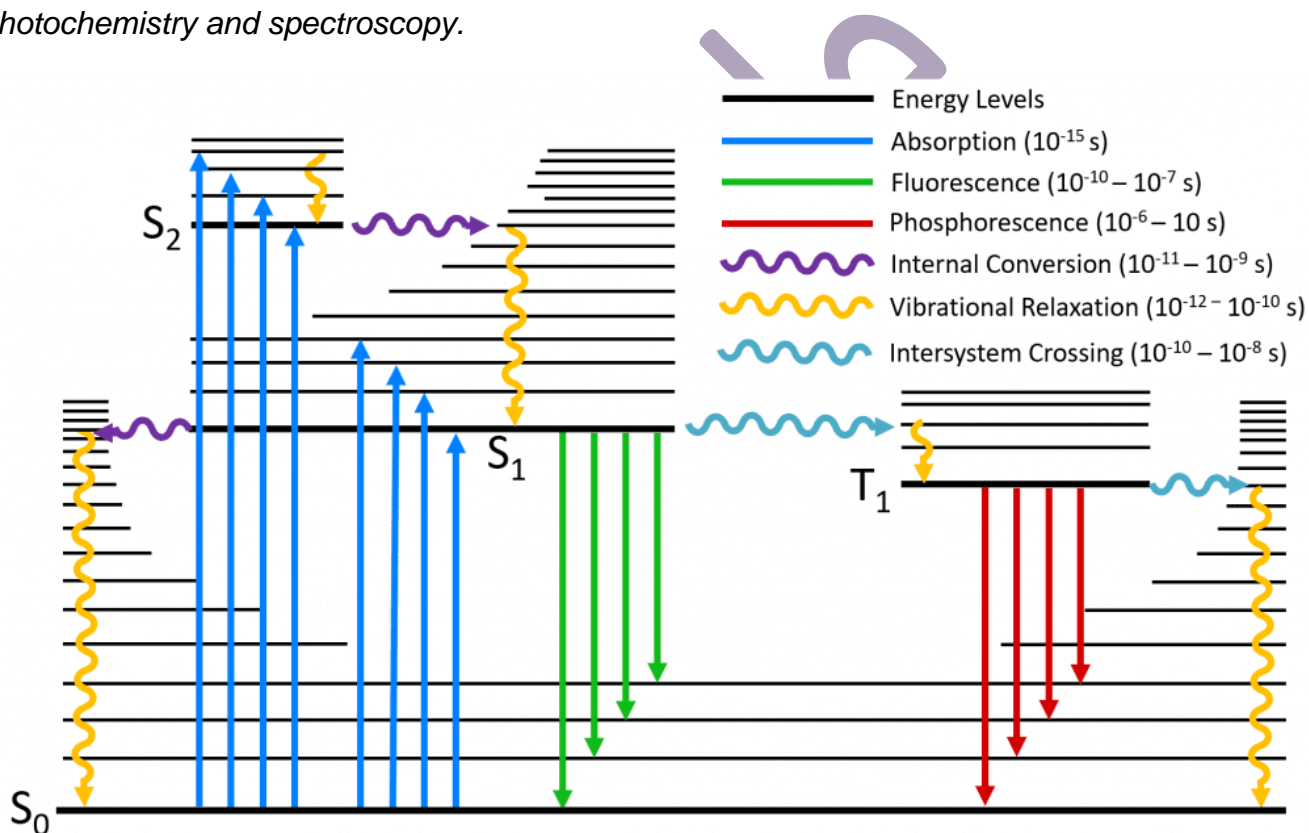 hotochemistry and spectroscopy.
Energy Levels
Absorption (10⁻¹⁵ s)
Fluorescence (10⁻¹⁰ – 10⁻⁷ s)
Phosphorescence (10⁻⁶ – 10 s)
Internal Conversion (10⁻¹¹ – 10⁻⁹ s)
Vibrational Relaxation (10⁻¹² ⁻ 10⁻¹⁰ s)
Intersystem Crossing (10⁻¹⁰ – 10⁻⁸ s)
S₂
S₁
T₁
S₀